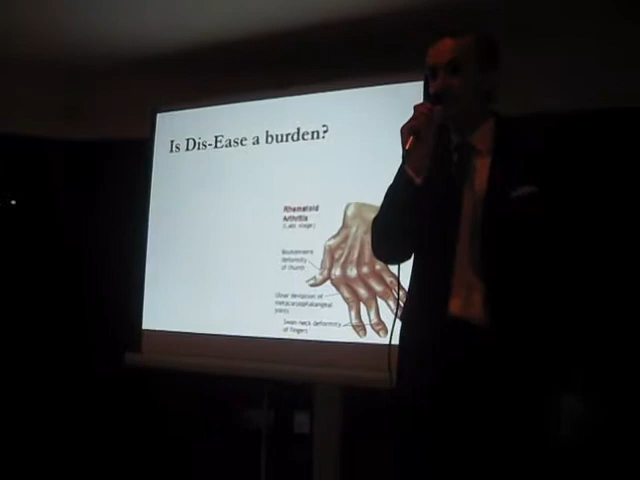 Is Dis-Ease a burden?
Rhematoid
Arthritis
(Late stage)
Boutonniere
deformity
of thumb
Ulnar deviation of
metacarpophalangeal
joints
Swan-neck deformity
of fingers